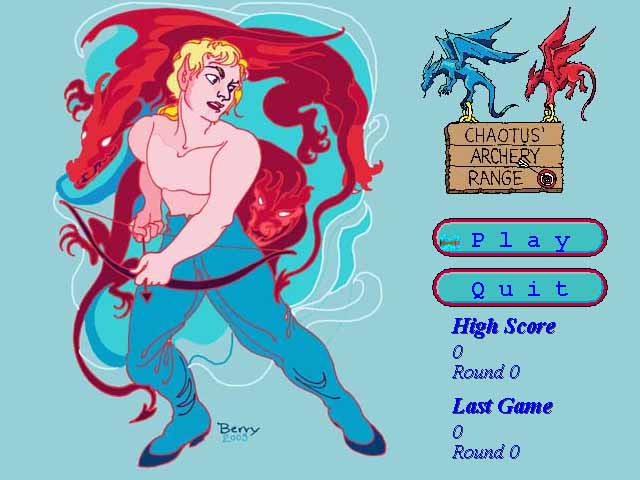 CHAOTUS'
ARCHERY
RANGE
Play
Quit
High Score
0
Round 0
Last Game
0
Round 0
Berry
2005